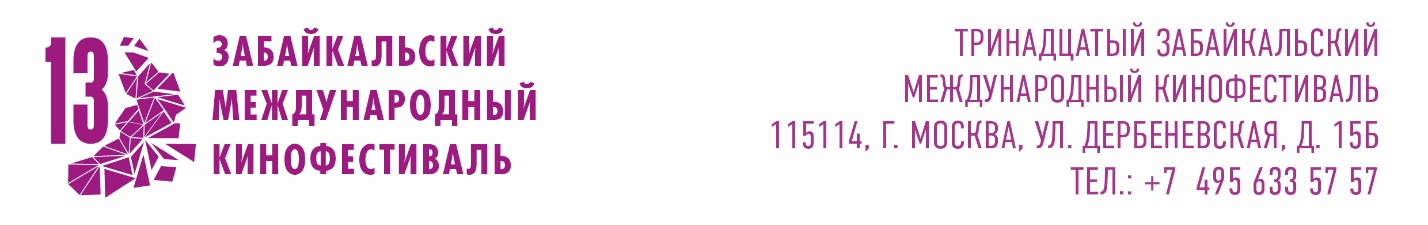 13
ЗАБАЙКАЛЬСКИЙ
МЕЖДУНАРОДНЫЙ
КИНОФЕСТИВАЛЬ
ТРИНАДЦАТЫЙ ЗАБАЙКАЛЬСКИЙ
МЕЖДУНАРОДНЫЙ КИНОФЕСТИВАЛЬ
115114, Г. МОСКВА, УЛ. ДЕРБЕНЕВСКАЯ, Д. 15Б
ТЕЛ.: +7 495 633 57 57